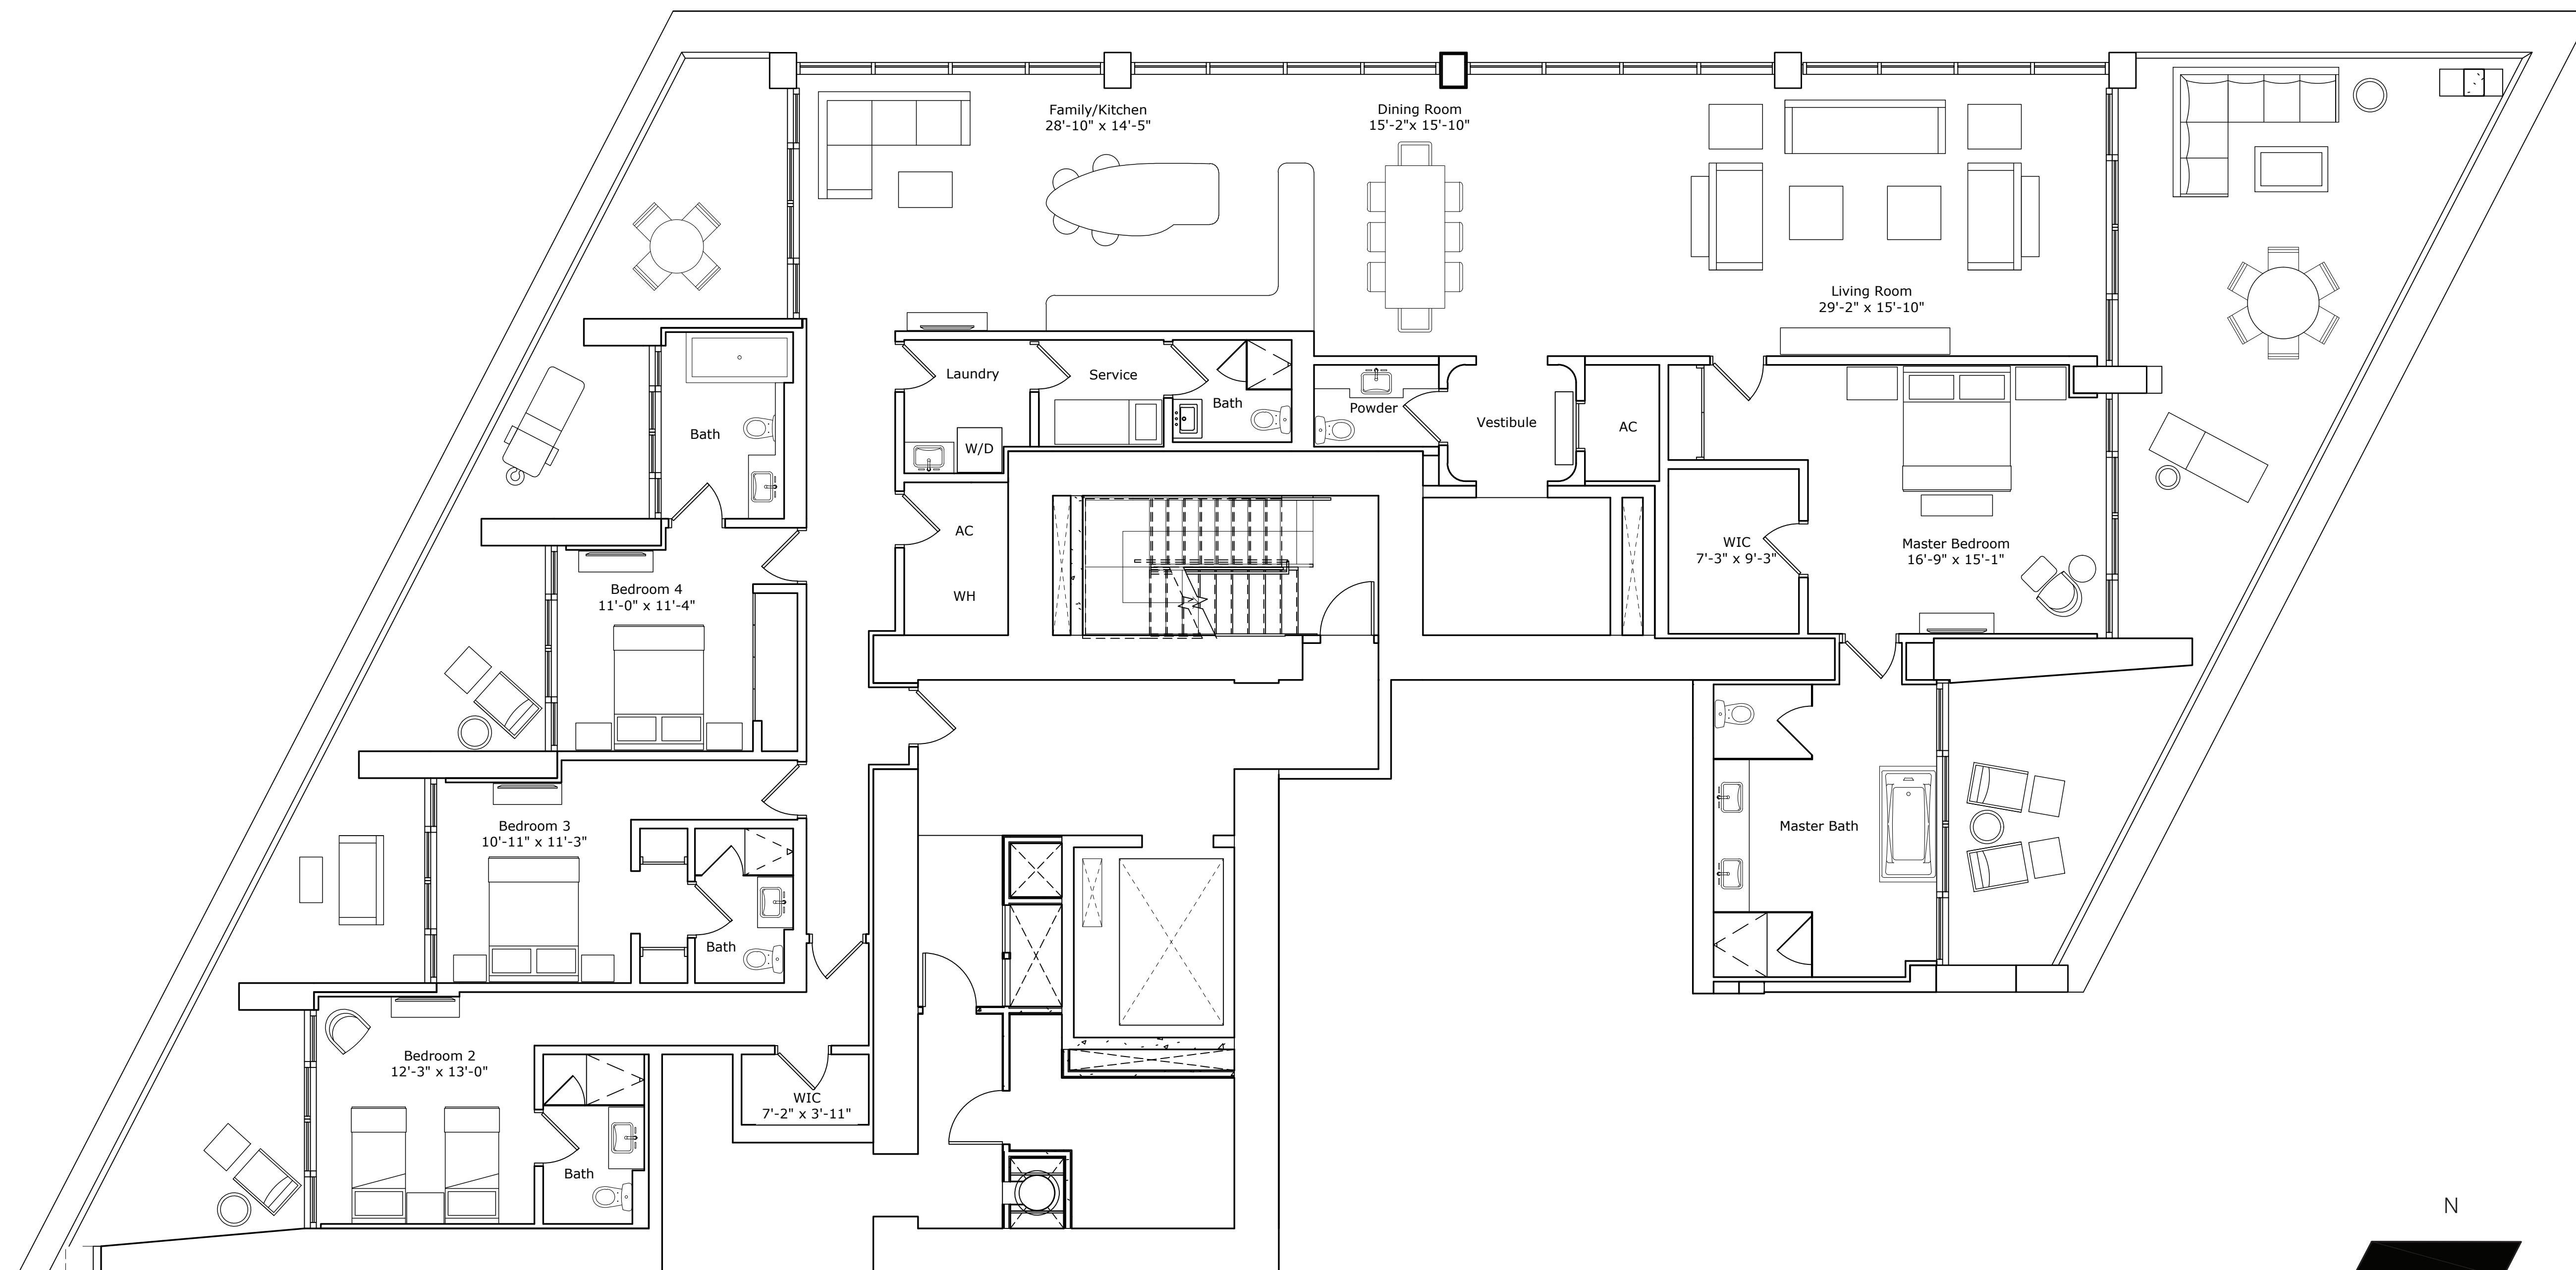 Family/Kitchen
28'-10" x 14'-5"
Dining Room
15'-2"x 15'-10"
Living Room
29'-2" x 15'-10"
Laundry
Service
Bath
W/D
Powder
Vestibule
AC
Bath
AC
WH
WIC
7'-3" x 9'-3"
Master Bedroom
16'-9" x 15'-1"
Bedroom 4
11'-0" x 11'-4"
Bedroom 3
10'-11" x 11'-3"
Bath
Master Bath
Bedroom 2
12'-3" x 13'-0"
WIC
7'-2" x 3'-11"
Bath
N